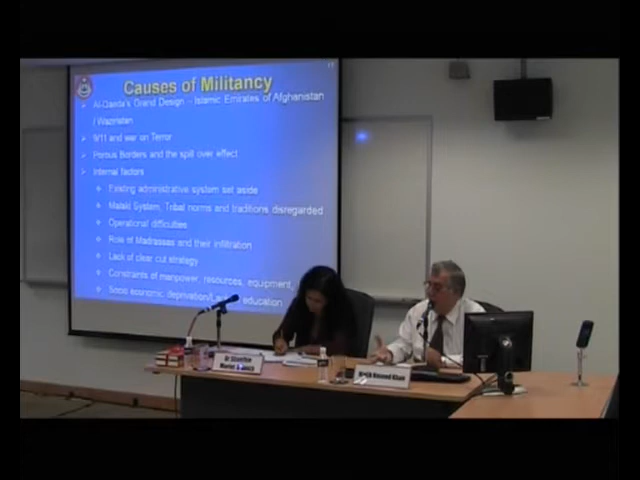 Causes of Militancy
Al-Qaeda's Grand Design – Islamic Emirates of Afghanistan
/ Waziristan
9/11 and war on Terror
Porous Borders and the spill over effect
Internal factors
Existing administrative system set aside
Malaki System, Tribal norms and traditions disregarded
Operational difficulties
Role of Madrassas and their infiltration
Lack of clear cut strategy
Constraints of manpower, resources, equipment,
Socio economic deprivation/ education
Dr
Khan